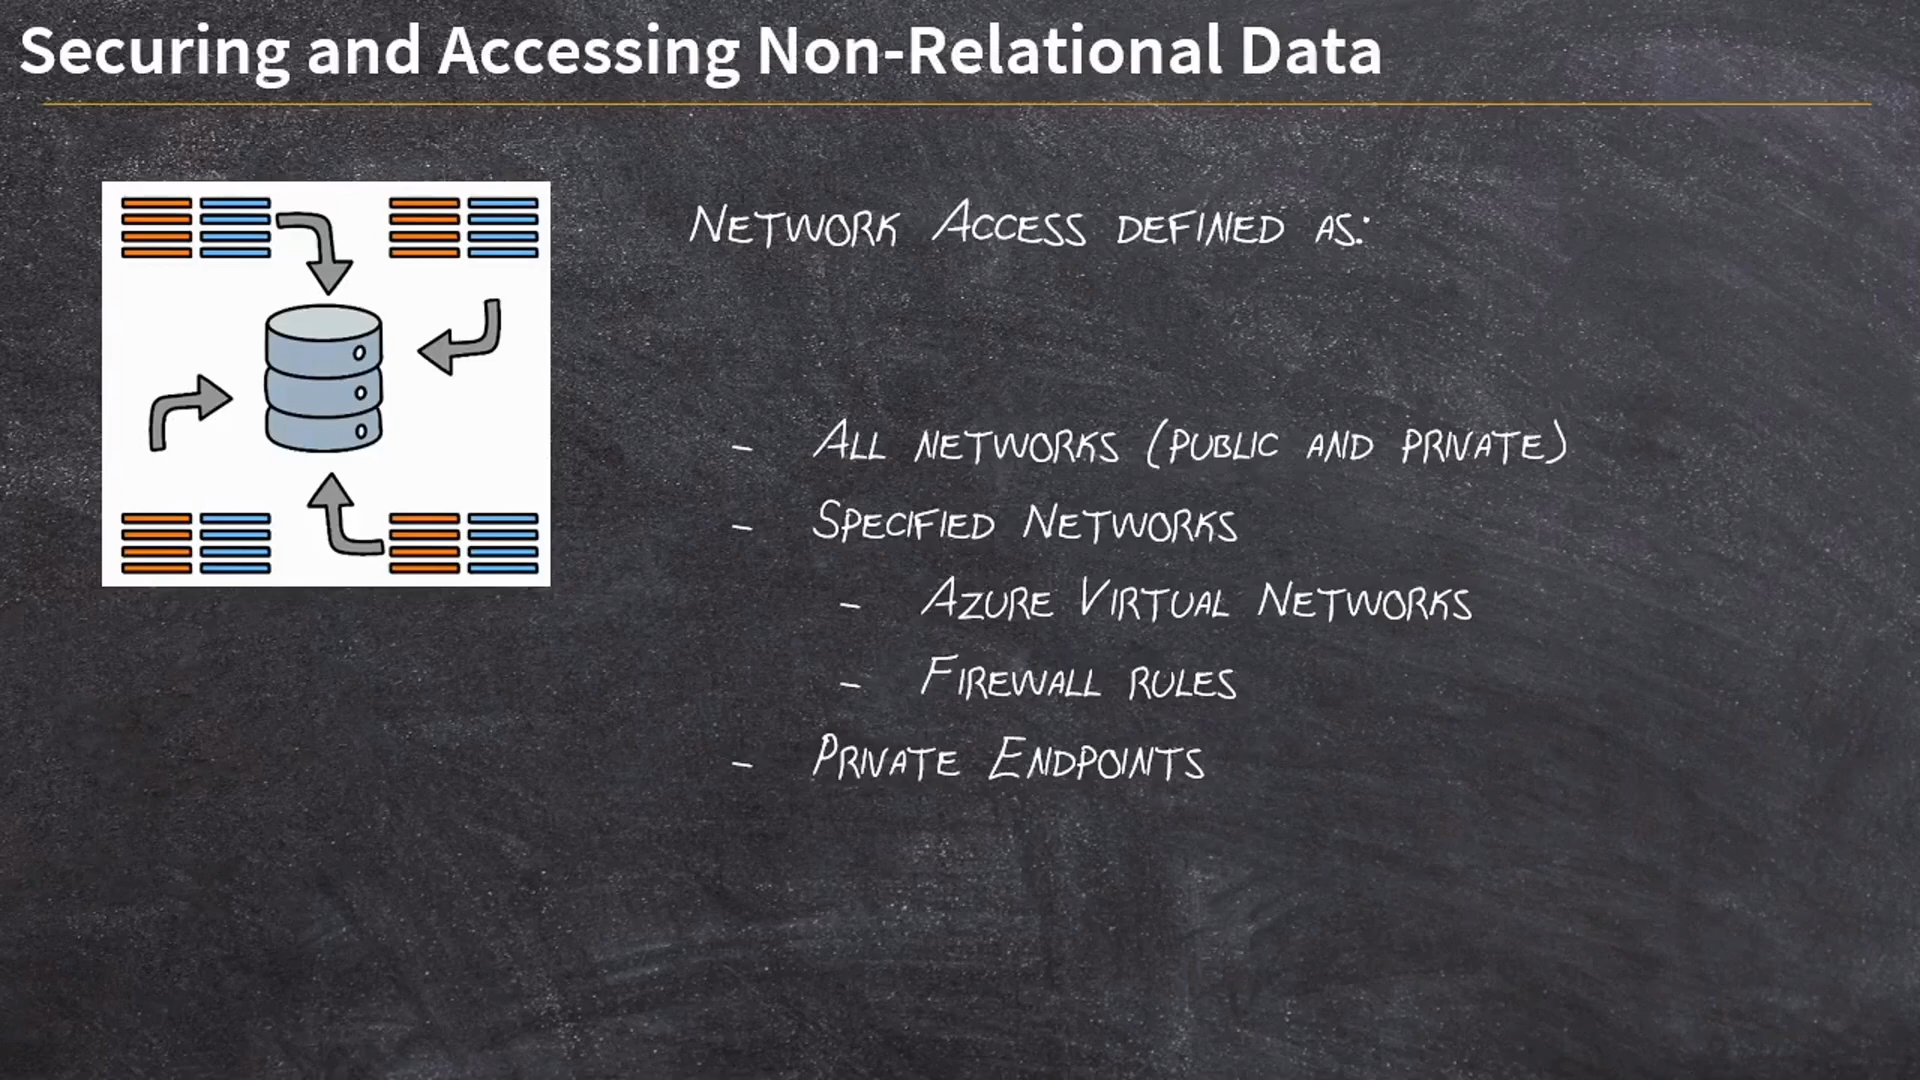 Securing and Accessing Non-Relational Data
Network Access defined as:
- All networks (public and private)
- Specified Networks
- Azure Virtual Networks
- Firewall rules
- Private Endpoints